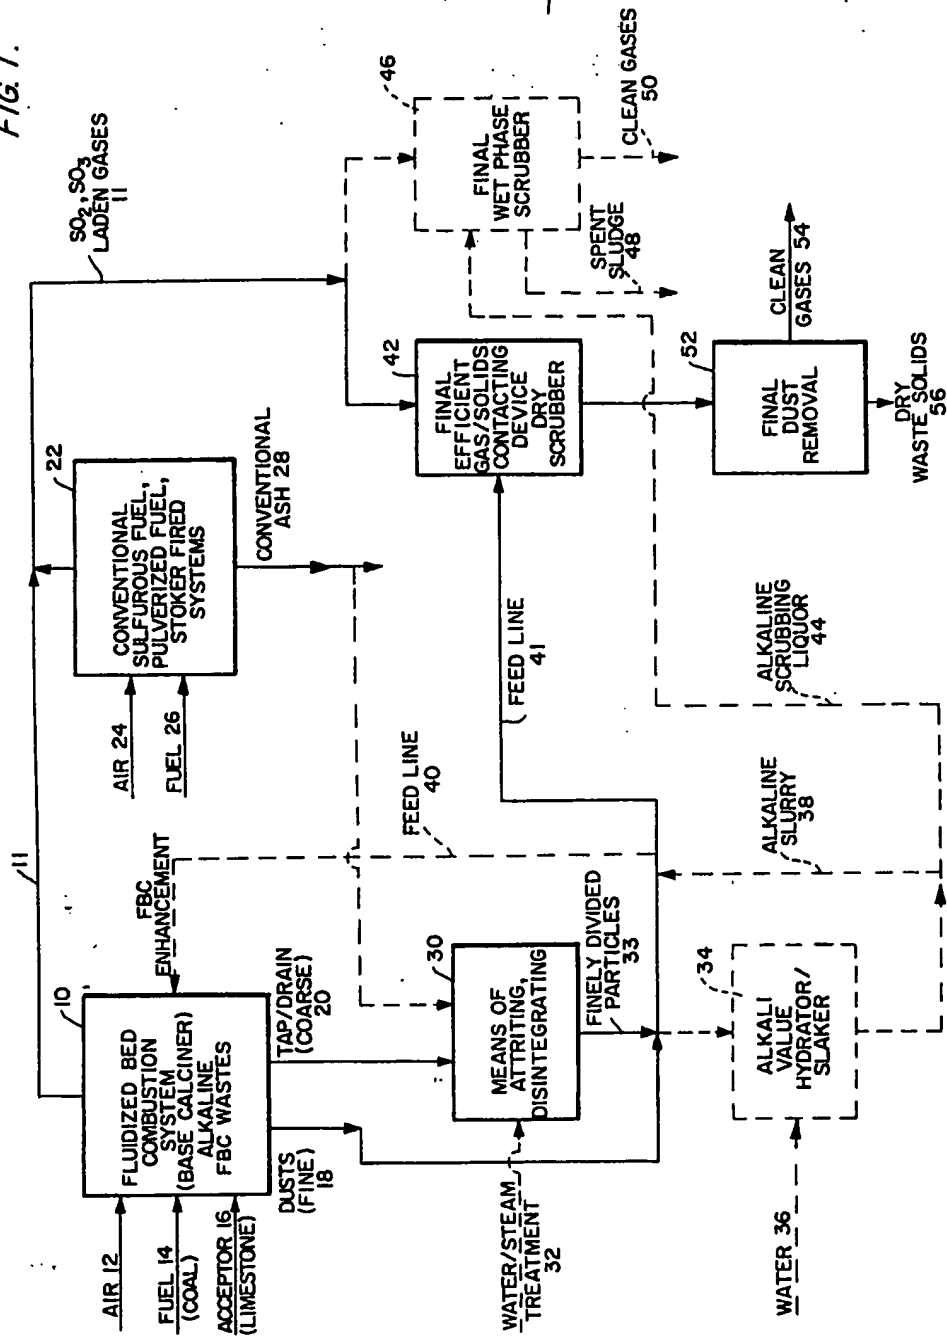 FIG. 1.
11
SO2, SO3
LADEN GASES
11
10
FLUIDIZED BED
COMBUSTION
SYSTEM
(BASE CALCINER)
ALKALINE
FBC WASTES
AIR 12
FUEL 14
(COAL)
ACCEPTOR 16
(LIMESTONE)
FBC
ENHANCEMENT
DUSTS
(FINE)
18
TAP/DRAIN
(COARSE)
20
22
CONVENTIONAL
SULFUROUS FUEL,
PULVERIZED FUEL,
STOKER FIRED
SYSTEMS
AIR 24
FUEL 26
CONVENTIONAL
ASH 28
FEED LINE
40
30
MEANS OF
ATTRITING,
DISINTEGRATING
WATER/STEAM
TREATMENT
32
FINELY DIVIDED
PARTICLES
33
FEED LINE
41
42
FINAL
EFFICIENT
GAS/SOLIDS
CONTACTING
DEVICE
DRY
SCRUBBER
46
FINAL
WET PHASE
SCRUBBER
SPENT
SLUDGE
48
CLEAN GASES
50
34
ALKALI
VALUE
HYDRATOR/
SLAKER
WATER 36
ALKALINE
SLURRY
38
ALKALINE
SCRUBBING
LIQUOR
44
52
FINAL
DUST
REMOVAL
CLEAN
GASES 54
DRY
WASTE SOLIDS
56